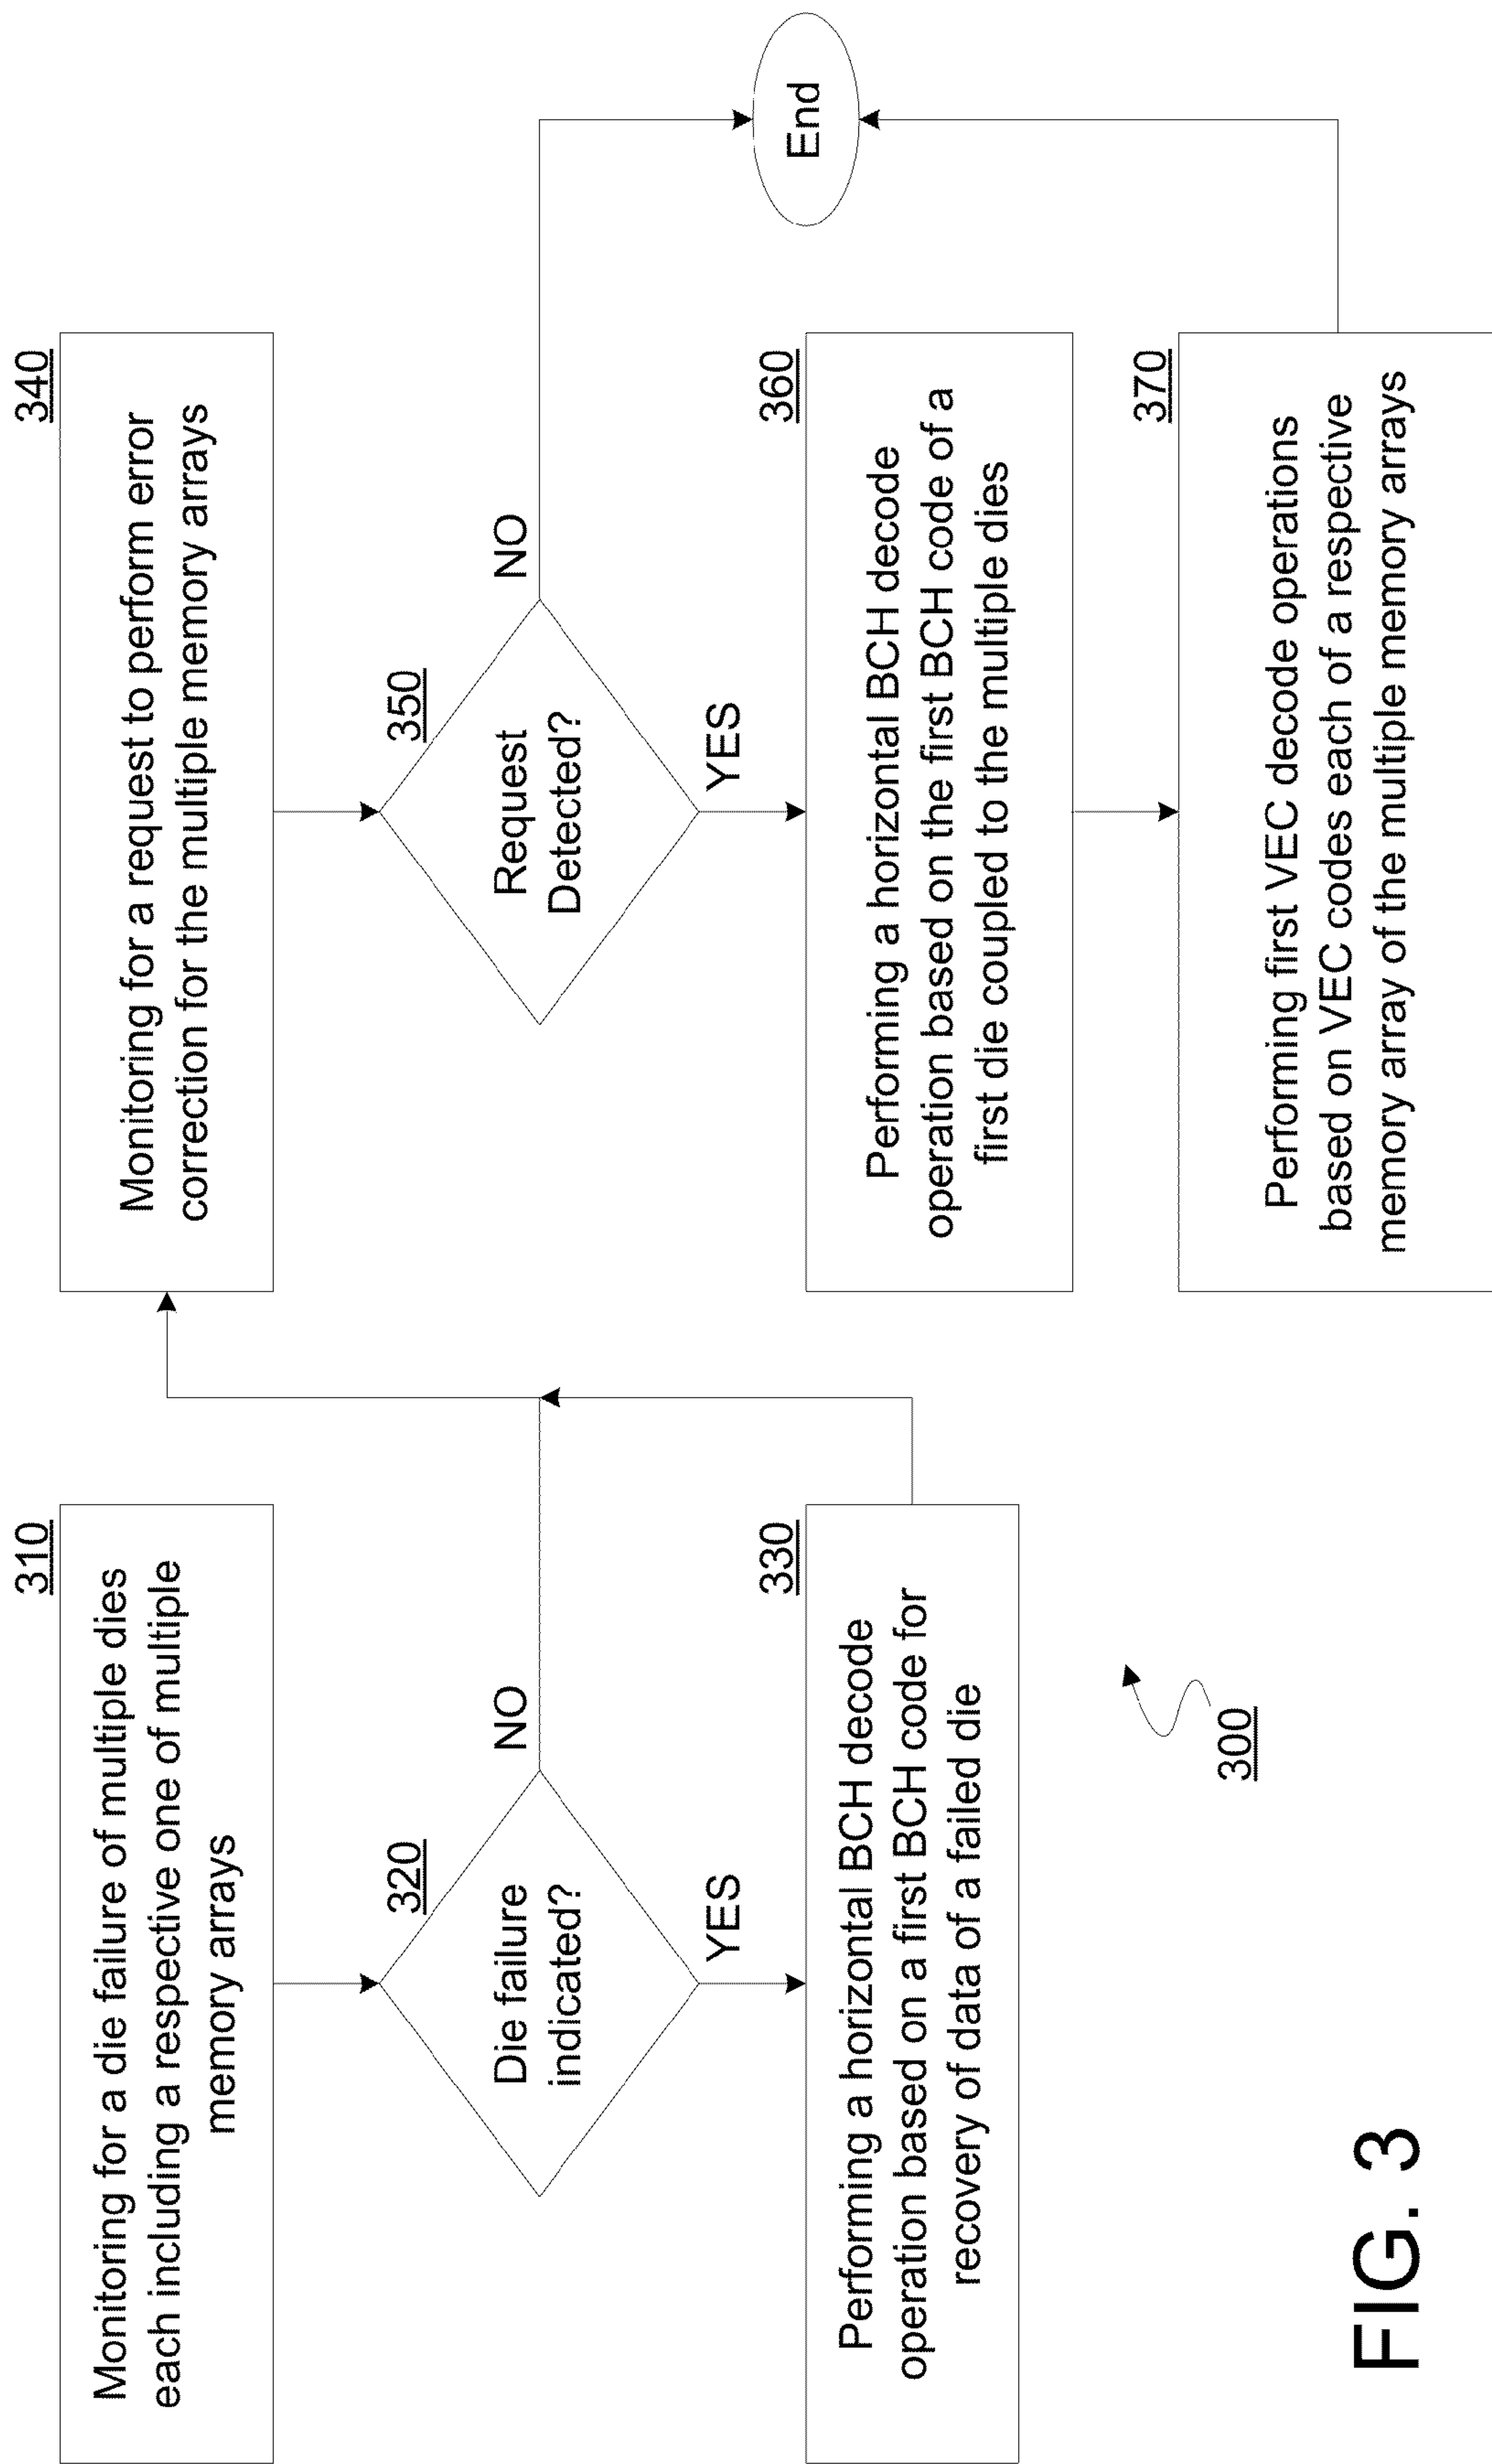 310
Monitoring for a die failure of multiple dies
each including a respective one of multiple
memory arrays
320
Die failure
indicated?
NO
YES
330
Performing a horizontal BCH decode
operation based on a first BCH code for
recovery of data of a failed die
340
Monitoring for a request to perform error
correction for the multiple memory arrays
350
Request
Detected?
NO
YES
360
Performing a horizontal BCH decode
operation based on the first BCH code of a
first die coupled to the multiple dies
370
Performing first VEC decode operations
based on VEC codes each of a respective
memory array of the multiple memory arrays
End
300
FIG. 3